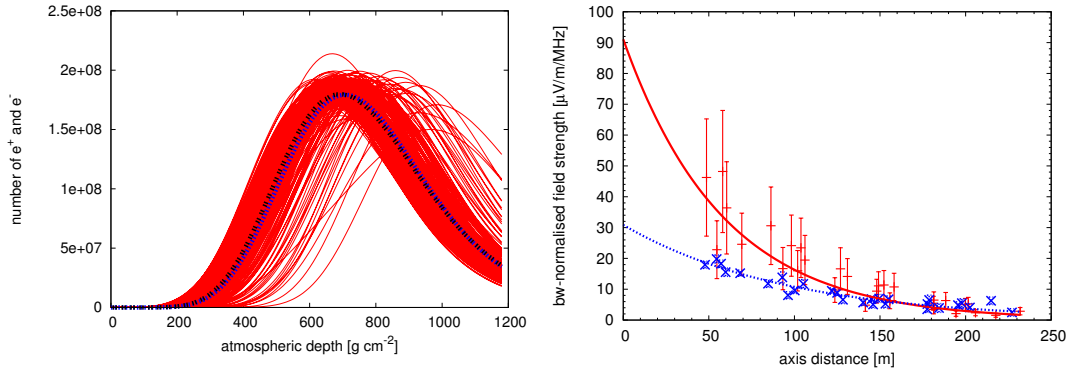 number of e⁺ and e⁻
2.5e+08
2e+08
1.5e+08
1e+08
5e+07
0
0 200 400 600 800 1000 1200
atmospheric depth [g cm⁻²]
bw-normalised field strength [µV/m/MHz]
100
90
80
70
60
50
40
30
20
10
0
0 50 100 150 200 250
axis distance [m]